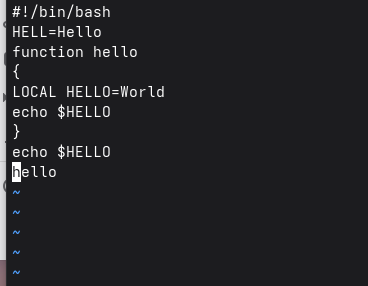 #!/bin/bash
HELL=Hello
function hello
{
LOCAL HELLO=World
echo $HELLO
}
echo $HELLO
hello
~
~
~
~
~